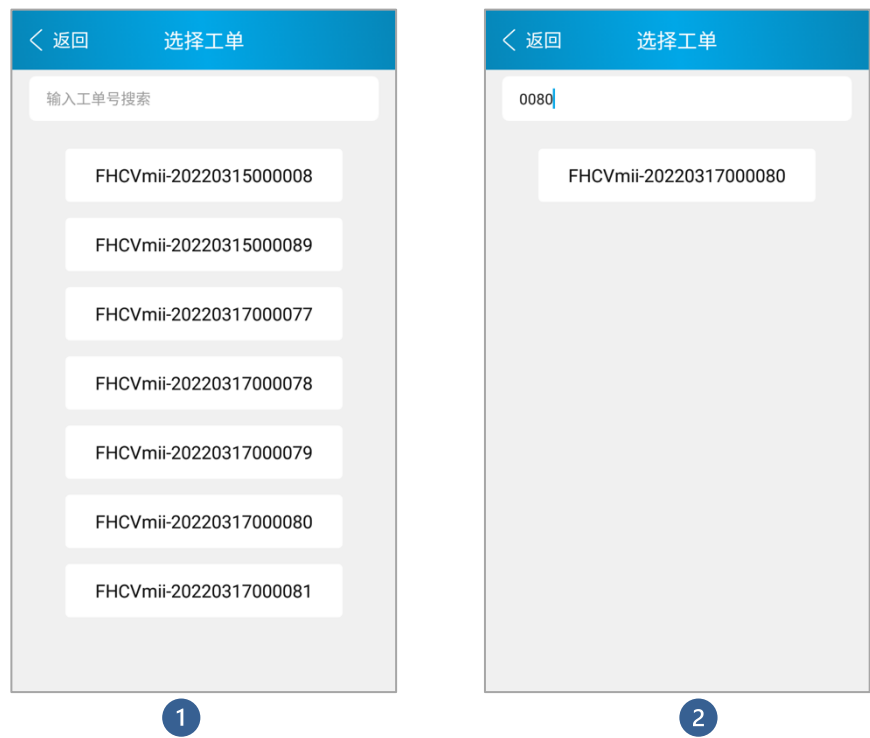 返回
选择工单
输入工单号搜索
FHCVmii-20220315000008
FHCVmii-20220315000089
FHCVmii-20220317000077
FHCVmii-20220317000078
FHCVmii-20220317000079
FHCVmii-20220317000080
FHCVmii-20220317000081
1
返回
选择工单
0080
FHCVmii-20220317000080
2